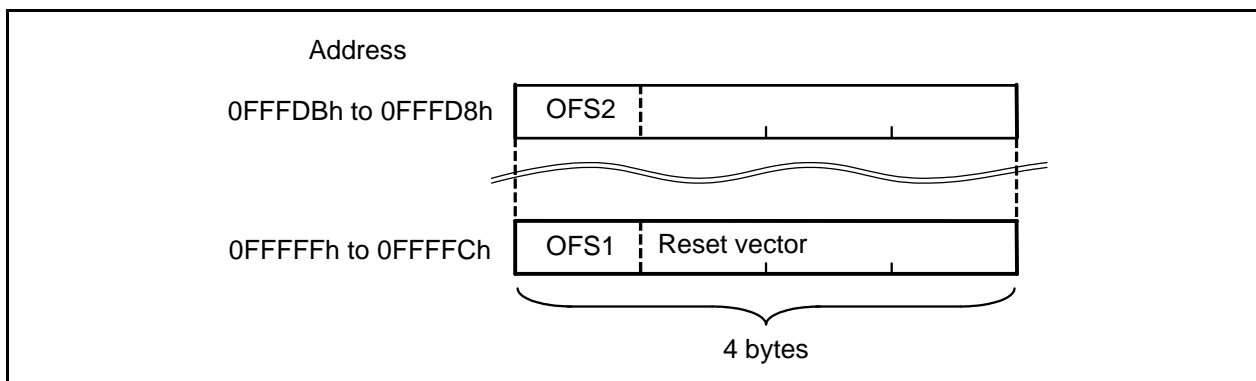 Address
0FFFDBh to 0FFFD8h OFS2
0FFFFFh to 0FFFFCh OFS1 Reset vector
4 bytes